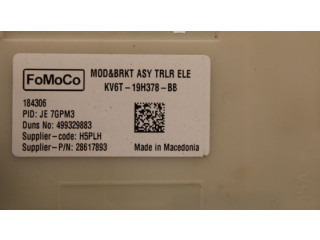 FoMoCo
MOD&BRKT ASY TRLR ELE
KV6T-19H378-BB
184306
PID: JE 7GPM3
Duns No: 499329883
Supplier-code: H5PLH
Supplier-P/N: 28617893
Made in Macedonia